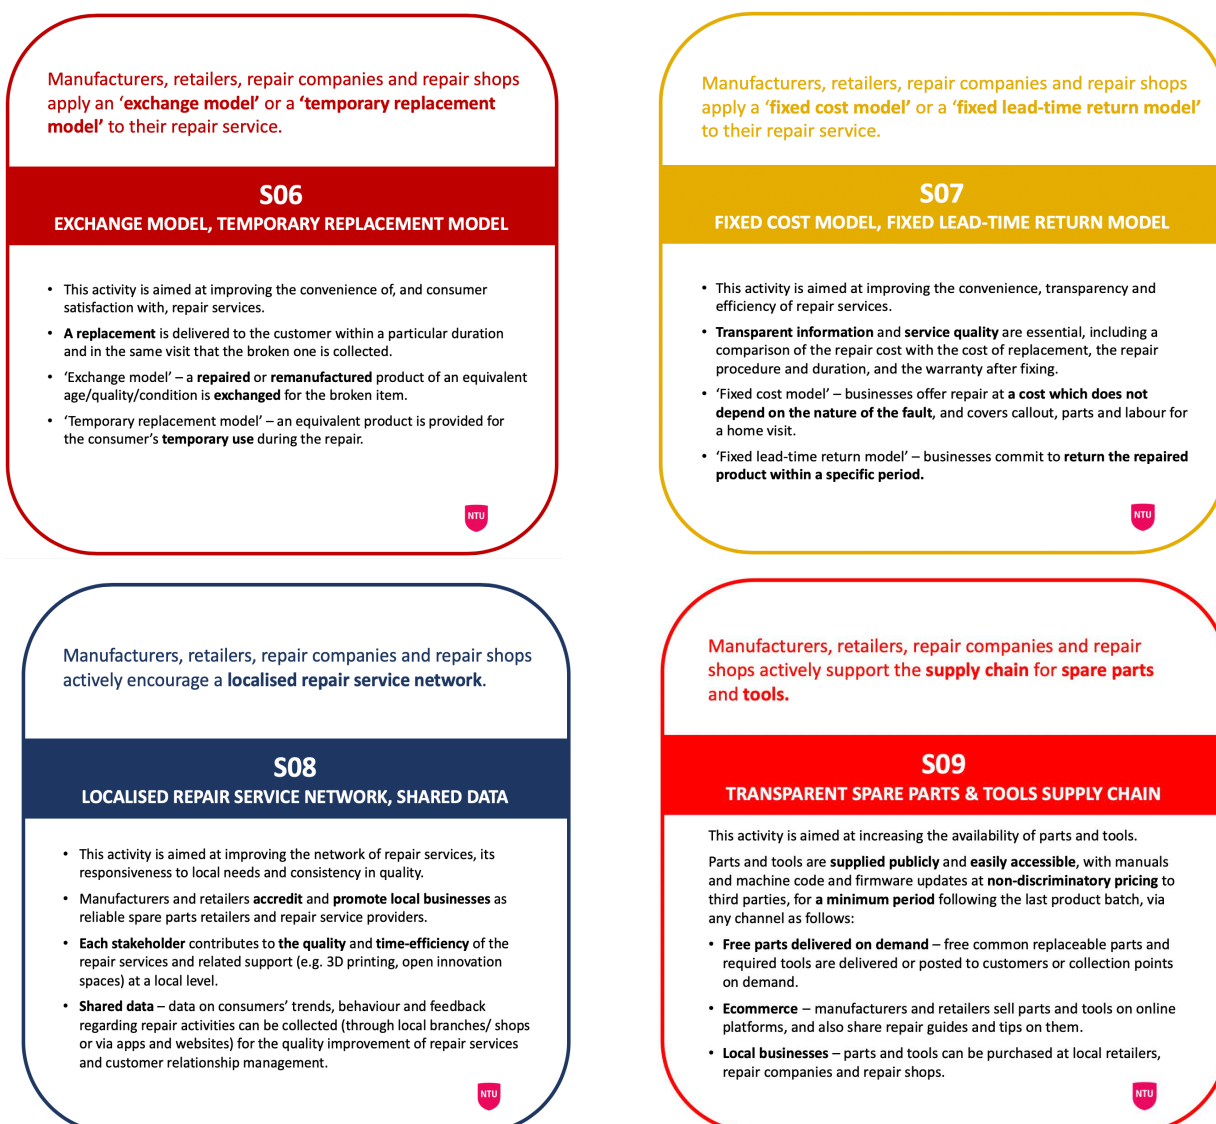 Manufacturers, retailers, repair companies and repair shops
apply an ‘exchange model’ or a ‘temporary replacement
model’ to their repair service.
S06
EXCHANGE MODEL, TEMPORARY REPLACEMENT MODEL
• This activity is aimed at improving the convenience of, and consumer
satisfaction with, repair services.
• A replacement is delivered to the customer within a particular duration
and in the same visit that the broken one is collected.
• ‘Exchange model’ – a repaired or remanufactured product of an equivalent
age/quality/condition is exchanged for the broken item.
• ‘Temporary replacement model’ – an equivalent product is provided for
the consumer’s temporary use during the repair.
NTU
Manufacturers, retailers, repair companies and repair shops
apply a ‘fixed cost model’ or a ‘fixed lead-time return model’
to their repair service.
S07
FIXED COST MODEL, FIXED LEAD-TIME RETURN MODEL
• This activity is aimed at improving the convenience, transparency and
efficiency of repair services.
• Transparent information and service quality are essential, including a
comparison of the repair cost with the cost of replacement, the repair
procedure and duration, and the warranty after fixing.
• ‘Fixed cost model’ – businesses offer repair at a cost which does not
depend on the nature of the fault, and covers callout, parts and labour for
a home visit.
• ‘Fixed lead-time return model’ – businesses commit to return the repaired
product within a specific period.
NTU
Manufacturers, retailers, repair companies and repair shops
actively encourage a localised repair service network.
S08
LOCALISED REPAIR SERVICE NETWORK, SHARED DATA
• This activity is aimed at improving the network of repair services, its
responsiveness to local needs and consistency in quality.
• Manufacturers and retailers accredit and promote local businesses as
reliable spare parts retailers and repair service providers.
• Each stakeholder contributes to the quality and time-efficiency of the
repair services and related support (e.g. 3D printing, open innovation
spaces) at a local level.
• Shared data – data on consumers’ trends, behaviour and feedback
regarding repair activities can be collected (through local branches/ shops
or via apps and websites) for the quality improvement of repair services
and customer relationship management.
NTU
Manufacturers, retailers, repair companies and repair
shops actively support the supply chain for spare parts
and tools.
S09
TRANSPARENT SPARE PARTS & TOOLS SUPPLY CHAIN
This activity is aimed at increasing the availability of parts and tools.
Parts and tools are supplied publicly and easily accessible, with manuals
and machine code and firmware updates at non-discriminatory pricing to
third parties, for a minimum period following the last product batch, via
any channel as follows:
• Free parts delivered on demand – free common replaceable parts and
required tools are delivered or posted to customers or collection points
on demand.
• Ecommerce – manufacturers and retailers sell parts and tools on online
platforms, and also share repair guides and tips on them.
• Local businesses – parts and tools can be purchased at local retailers,
repair companies and repair shops.
NTU